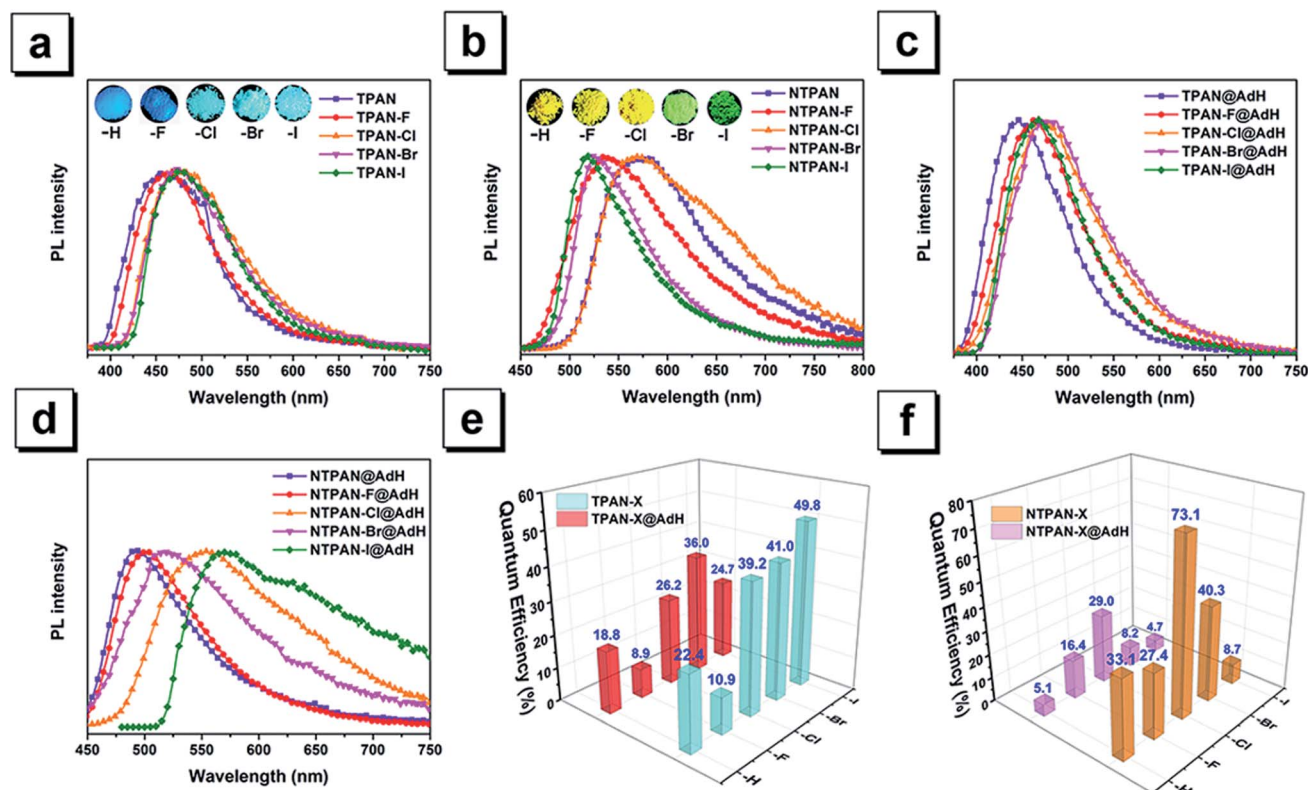 a
-H
-F
-Cl
-Br
-I
TPAN
TPAN-F
TPAN-Cl
TPAN-Br
TPAN-I
PL intensity
400 450 500 550 600 650 700 750
Wavelength (nm)
b
-H
-F
-Cl
-Br
-I
NTPAN
NTPAN-F
NTPAN-Cl
NTPAN-Br
NTPAN-I
PL intensity
450 500 550 600 650 700 750 800
Wavelength (nm)
c
TPAN@AdH
TPAN-F@AdH
TPAN-Cl@AdH
TPAN-Br@AdH
TPAN-I@AdH
PL intensity
400 450 500 550 600 650 700 750
Wavelength (nm)
d
NTPAN@AdH
NTPAN-F@AdH
NTPAN-Cl@AdH
NTPAN-Br@AdH
NTPAN-I@AdH
PL intensity
450 500 550 600 650 700 750
Wavelength (nm)
e
TPAN-X
TPAN-X@AdH
Quantum Efficiency (%)
60
50
40
30
20
10
0
18.8
8.9
26.2
36.0
24.7
22.4
10.9
39.2
41.0
49.8
-H
-F
-Cl
-Br
-I
f
NTPAN-X
NTPAN-X@AdH
Quantum Efficiency (%)
80
70
60
50
40
30
20
10
0
5.1
16.4
29.0
8.2
4.7
33.1
27.4
73.1
40.3
8.7
-H
-F
-Cl
-Br
-I